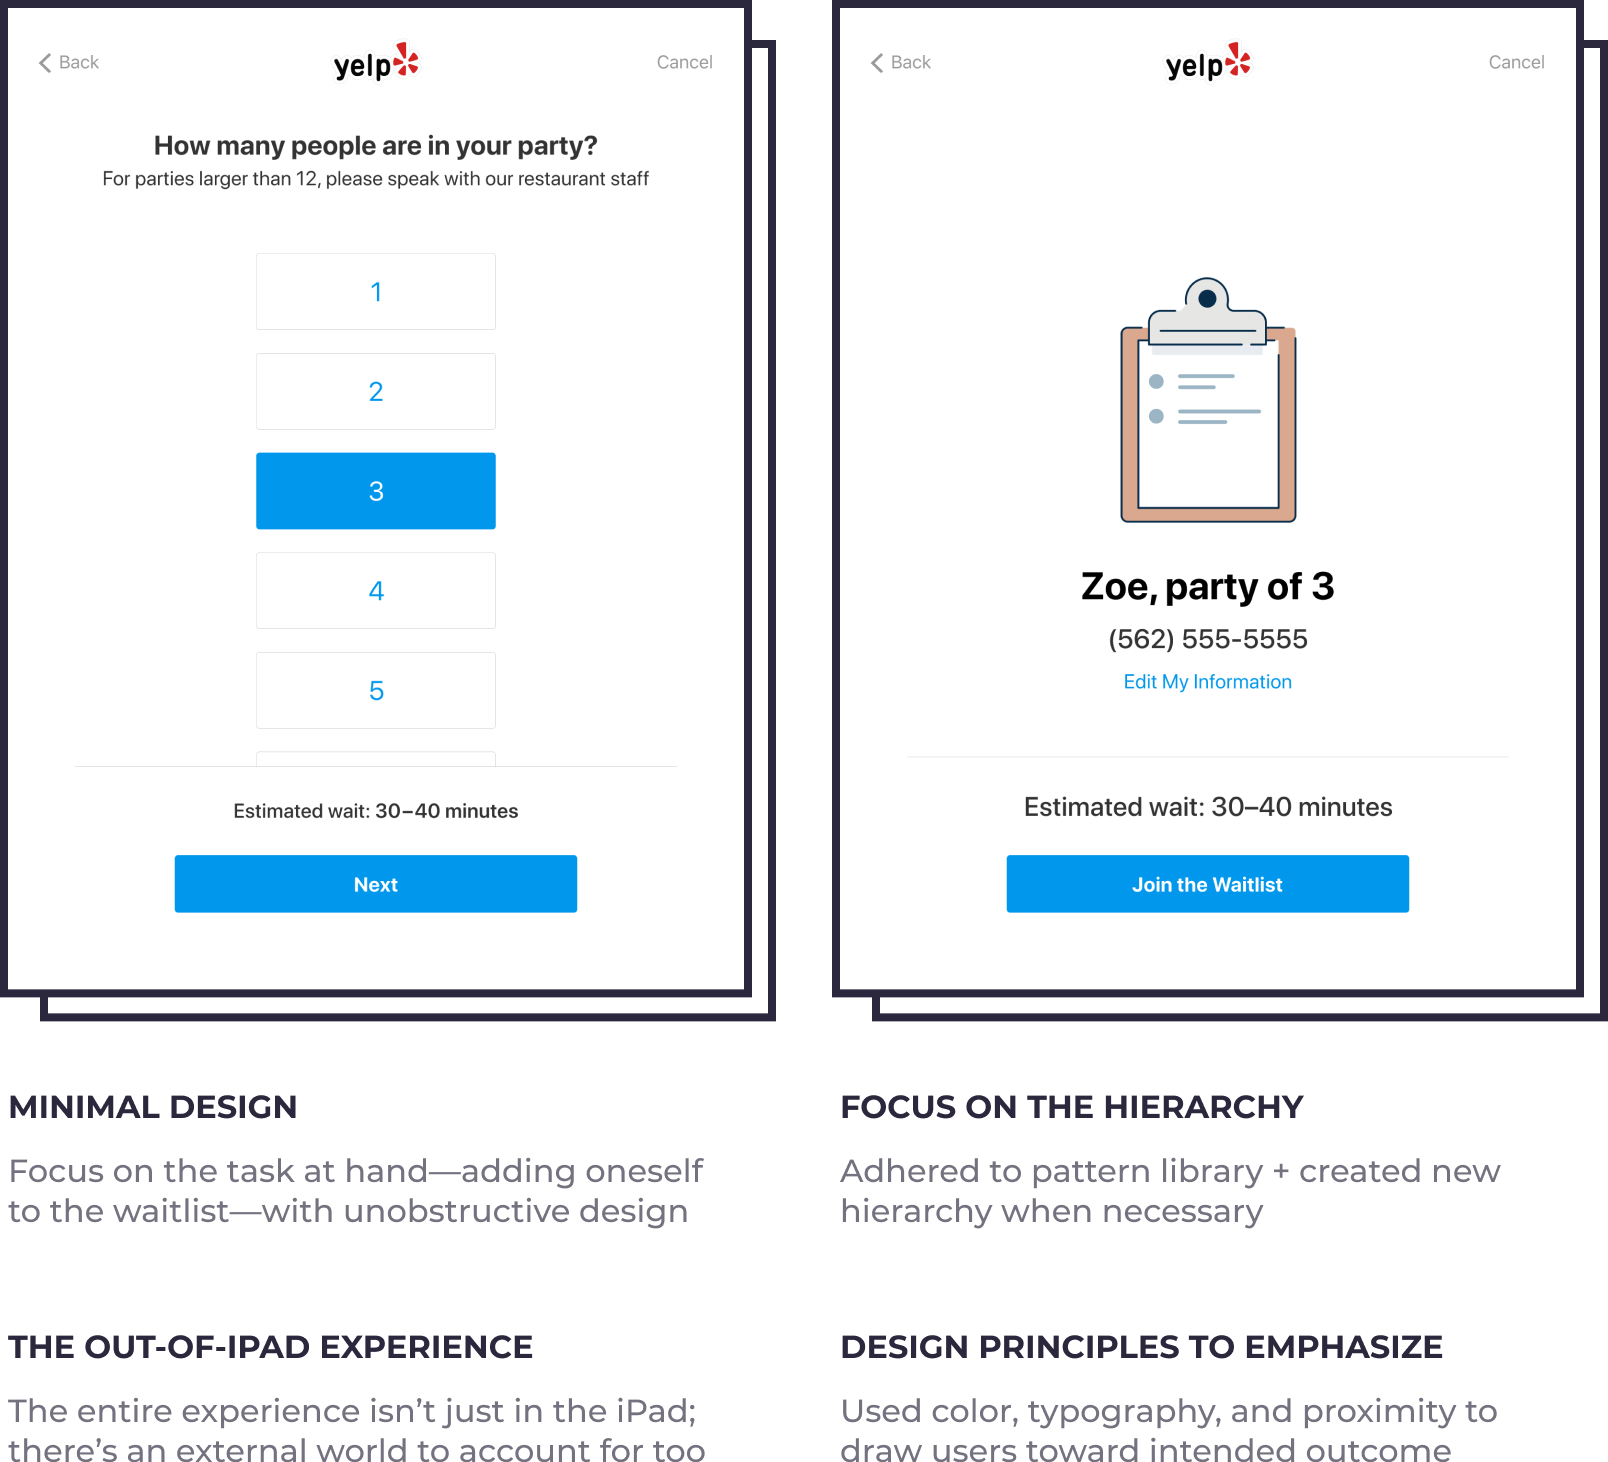 Back
yelp
Cancel
How many people are in your party?
For parties larger than 12, please speak with our restaurant staff
1
2
3
4
5
Estimated wait: 30–40 minutes
Next
Back
yelp
Cancel
Zoe, party of 3
(562) 555-5555
Edit My Information
Estimated wait: 30–40 minutes
Join the Waitlist
MINIMAL DESIGN
Focus on the task at hand—adding oneself
to the waitlist—with unobstructive design
FOCUS ON THE HIERARCHY
Adhered to pattern library + created new
hierarchy when necessary
THE OUT-OF-IPAD EXPERIENCE
The entire experience isn’t just in the iPad;
there’s an external world to account for too
DESIGN PRINCIPLES TO EMPHASIZE
Used color, typography, and proximity to
draw users toward intended outcome